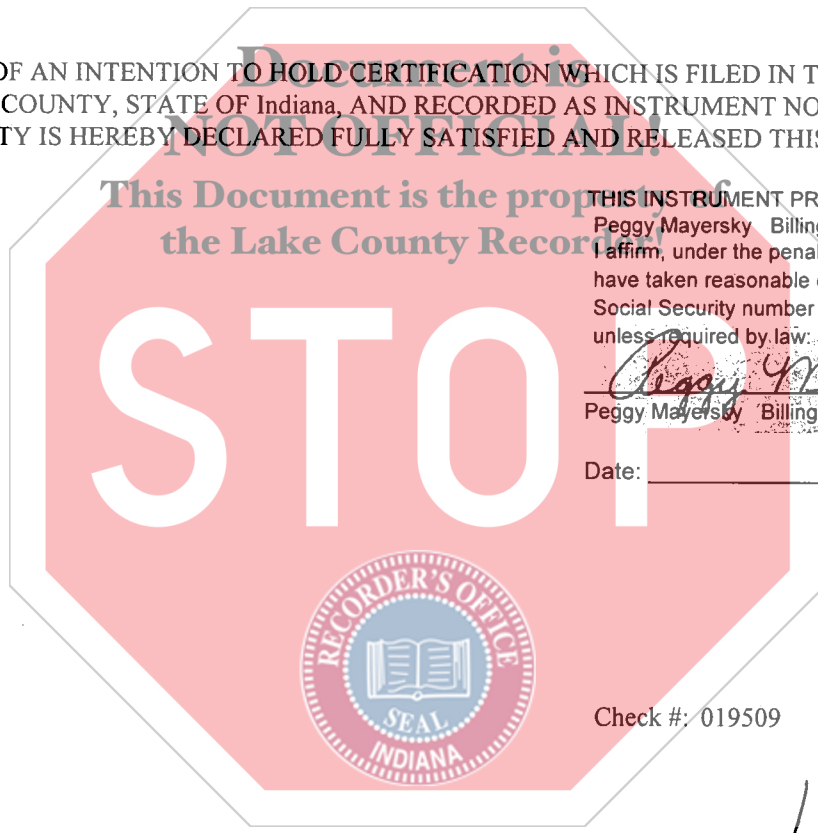 Document is
OF AN INTENTION TO HOLD CERTIFICATION WHICH IS FILED IN T
COUNTY, STATE OF Indiana, AND RECORDED AS INSTRUMENT NO
NOT OFFICIAL!
TY IS HEREBY DECLARED FULLY SATISFIED AND RELEASED THIS
This Document is the property of
the Lake County Recorder!
THIS INSTRUMENT PR
Peggy Mayersky Billing
I affirm, under the penal
have taken reasonable
Social Security number
unless required by law:
Peggy M
Peggy Mayersky Billing
Date:
STOP
RECORDER'S OFFICE
SEAL
INDIANA
Check #: 019509